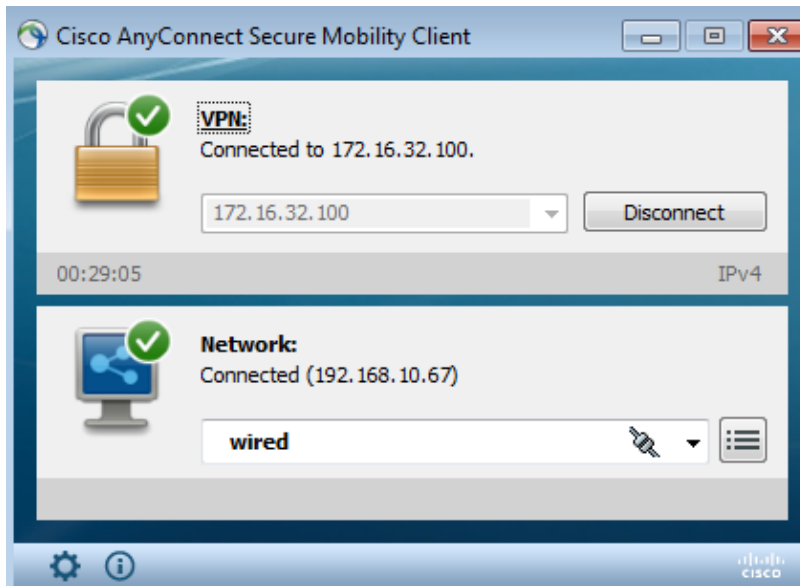 Cisco AnyConnect Secure Mobility Client
VPN:
Connected to 172.16.32.100.
172.16.32.100
Disconnect
00:29:05
IPv4
Network:
Connected (192.168.10.67)
wired
CISCO